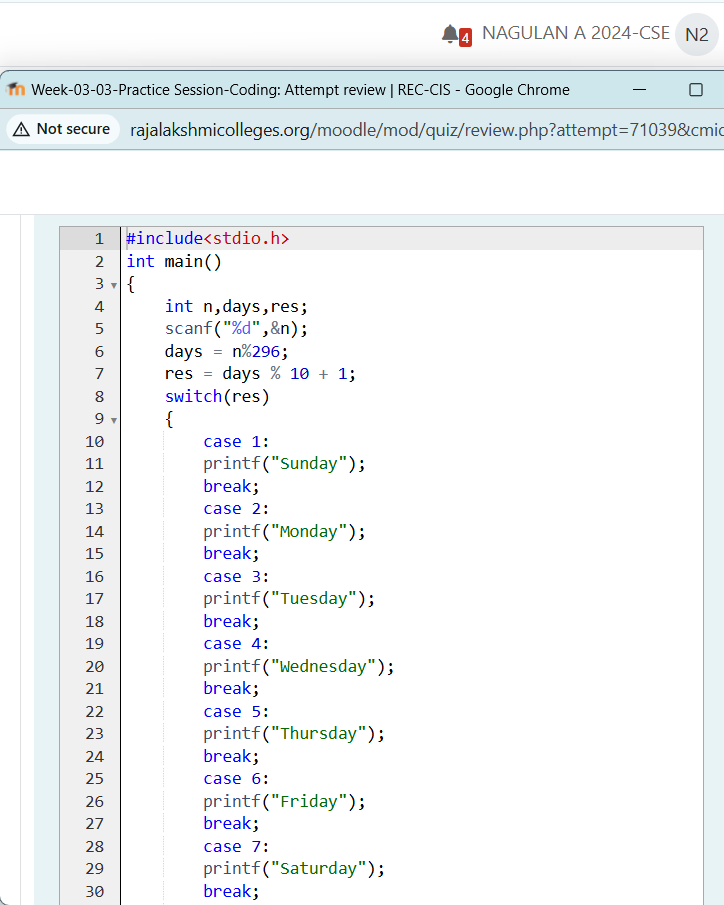 4 NAGULAN A 2024-CSE N2
Week-03-03-Practice Session-Coding: Attempt review | REC-CIS - Google Chrome
Not secure rajalakshmicolleges.org/moodle/mod/quiz/review.php?attempt=71039&cmic
1 #include<stdio.h>
2 int main()
3 {
4 int n,days,res;
5 scanf("%d",&n);
6 days = n%296;
7 res = days % 10 + 1;
8 switch(res)
9 {
10 case 1:
11 printf("Sunday");
12 break;
13 case 2:
14 printf("Monday");
15 break;
16 case 3:
17 printf("Tuesday");
18 break;
19 case 4:
20 printf("Wednesday");
21 break;
22 case 5:
23 printf("Thursday");
24 break;
25 case 6:
26 printf("Friday");
27 break;
28 case 7:
29 printf("Saturday");
30 break;